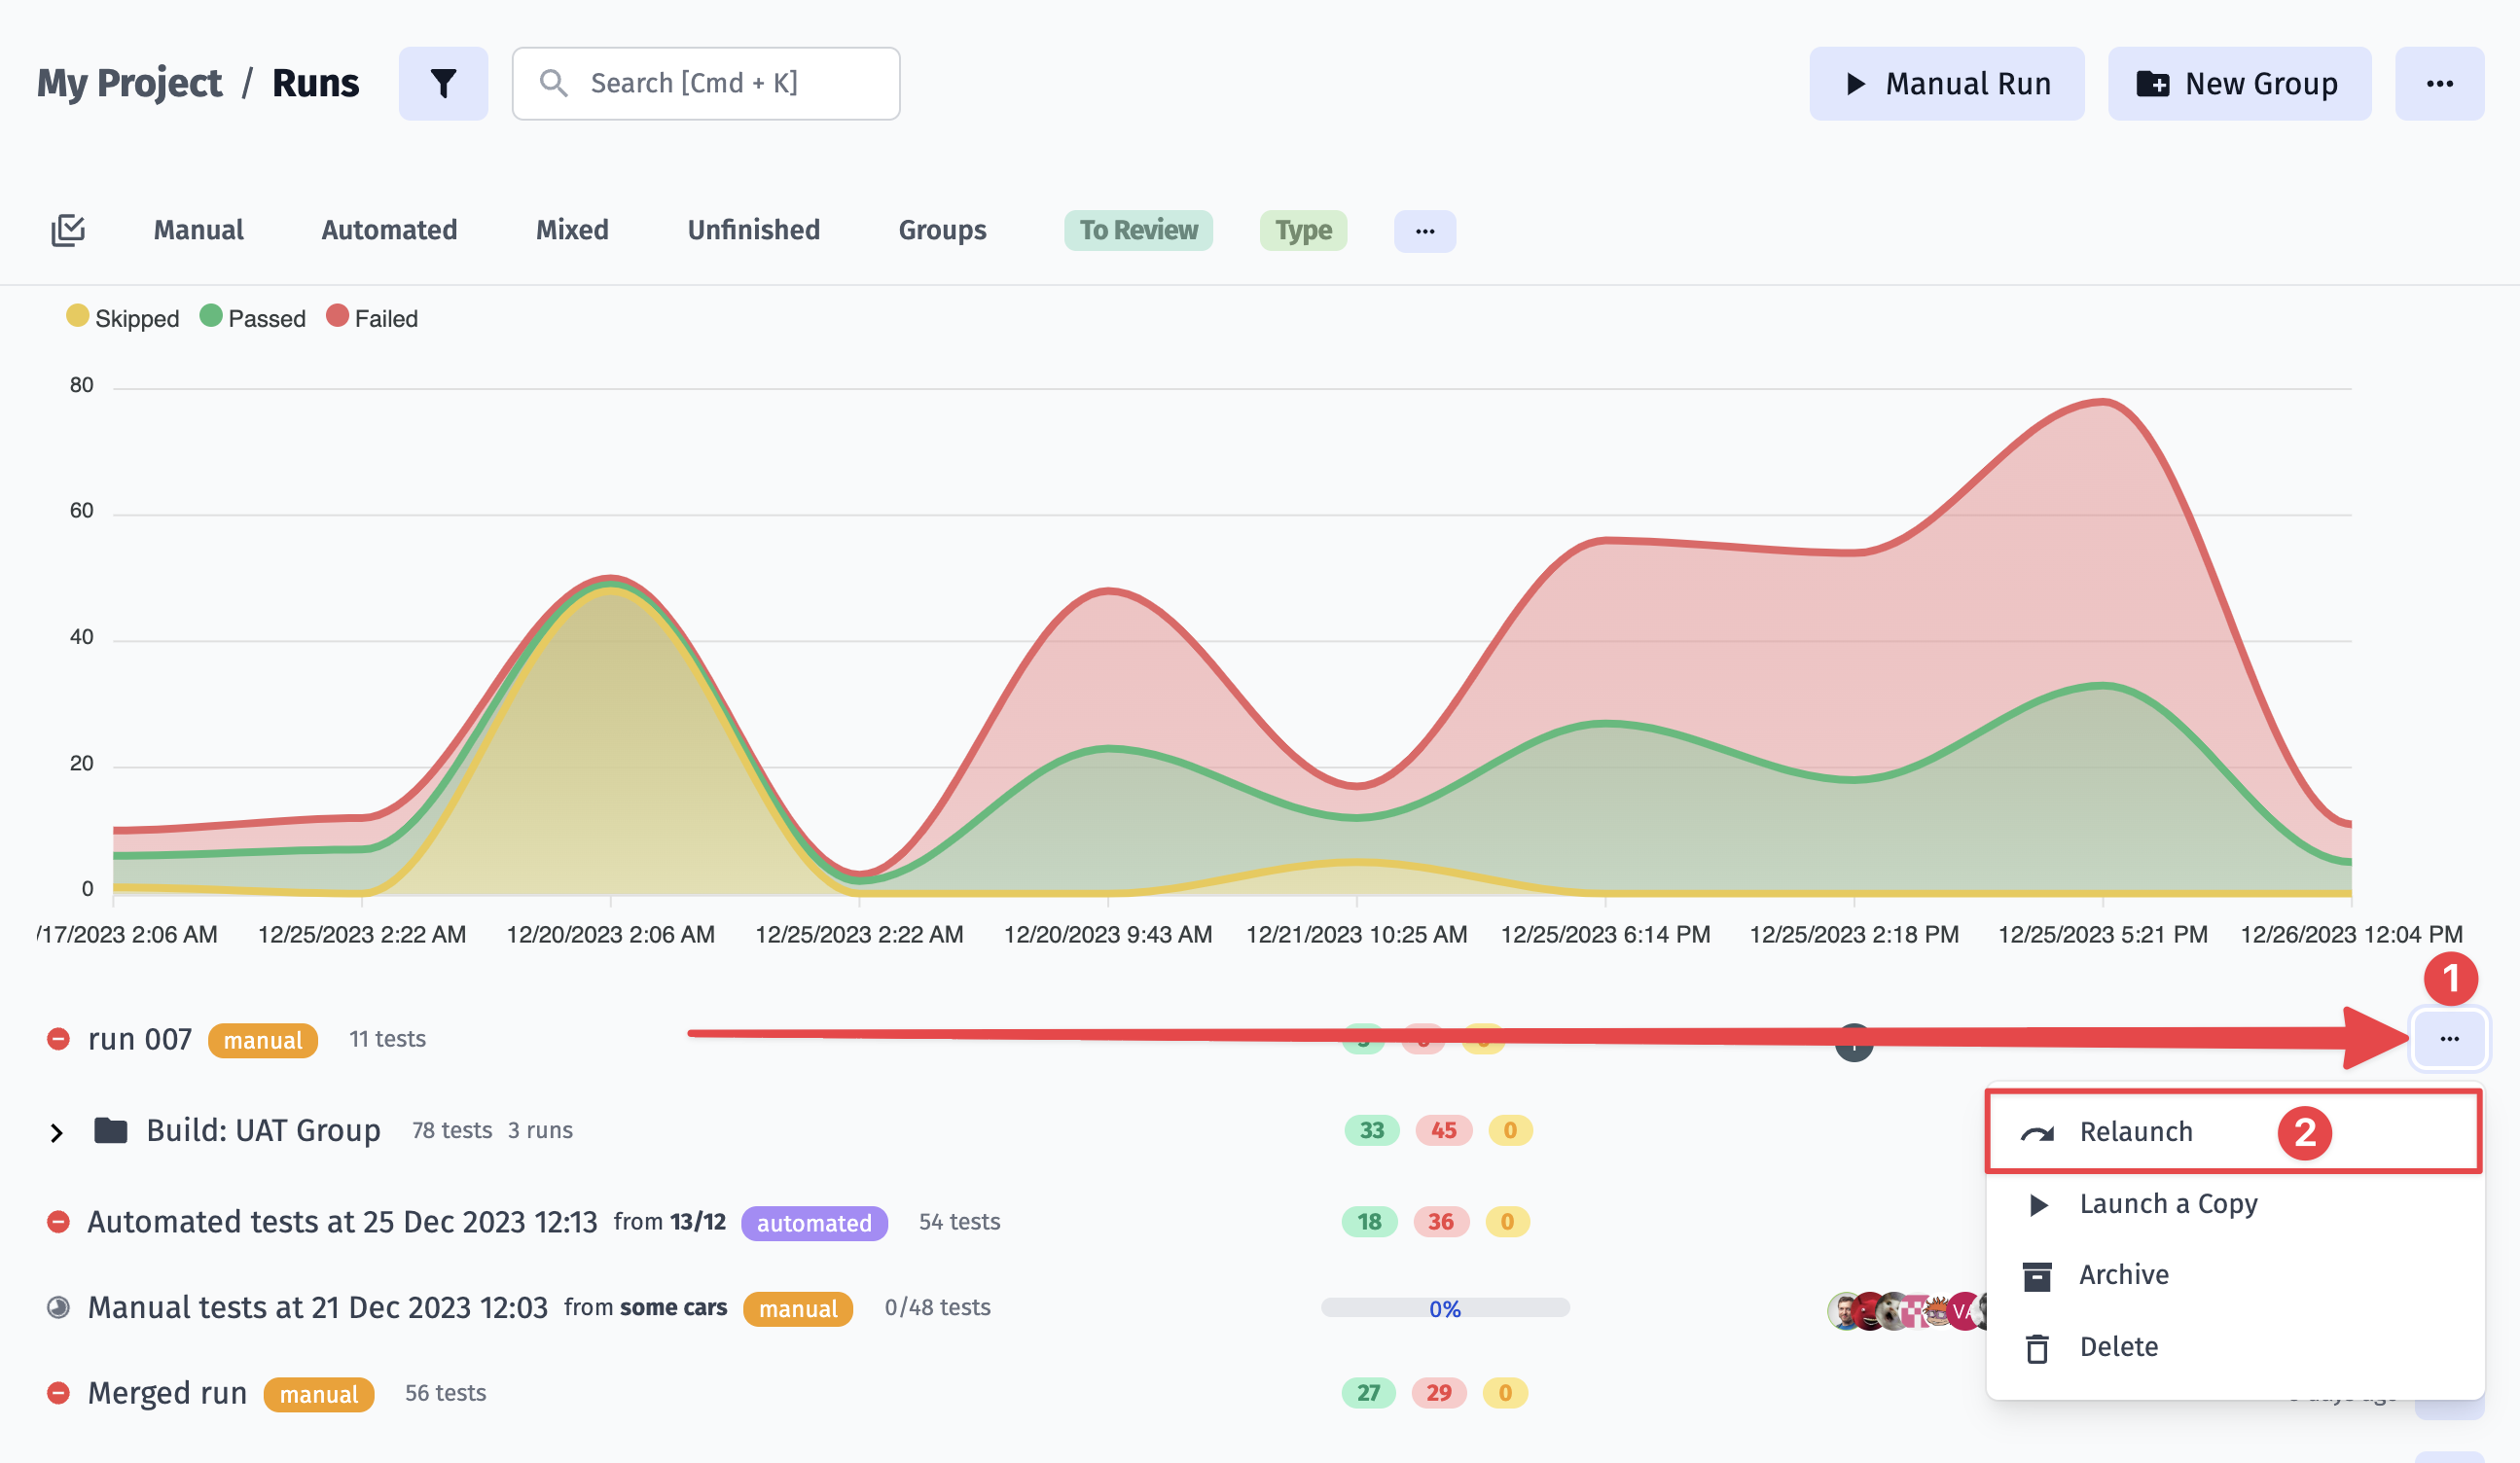 My Project / Runs
Search [Cmd + K]
Manual Run
New Group
...
Manual Automated Mixed Unfinished Groups To Review Type ...
Skipped Passed Failed
80
60
40
20
0
/17/2023 2:06 AM 12/25/2023 2:22 AM 12/20/2023 2:06 AM 12/25/2023 2:22 AM 12/20/2023 9:43 AM 12/21/2023 10:25 AM 12/25/2023 6:14 PM 12/25/2023 2:18 PM 12/25/2023 5:21 PM 12/26/2023 12:04 PM
1
run 007 manual 11 tests ...
Build: UAT Group 78 tests 3 runs 33 45 0
Relaunch 2
Launch a Copy
Archive
Delete
Automated tests at 25 Dec 2023 12:13 from 13/12 automated 54 tests 18 36 0
Manual tests at 21 Dec 2023 12:03 from some cars manual 0/48 tests 0% VA
Merged run manual 56 tests 27 29 0